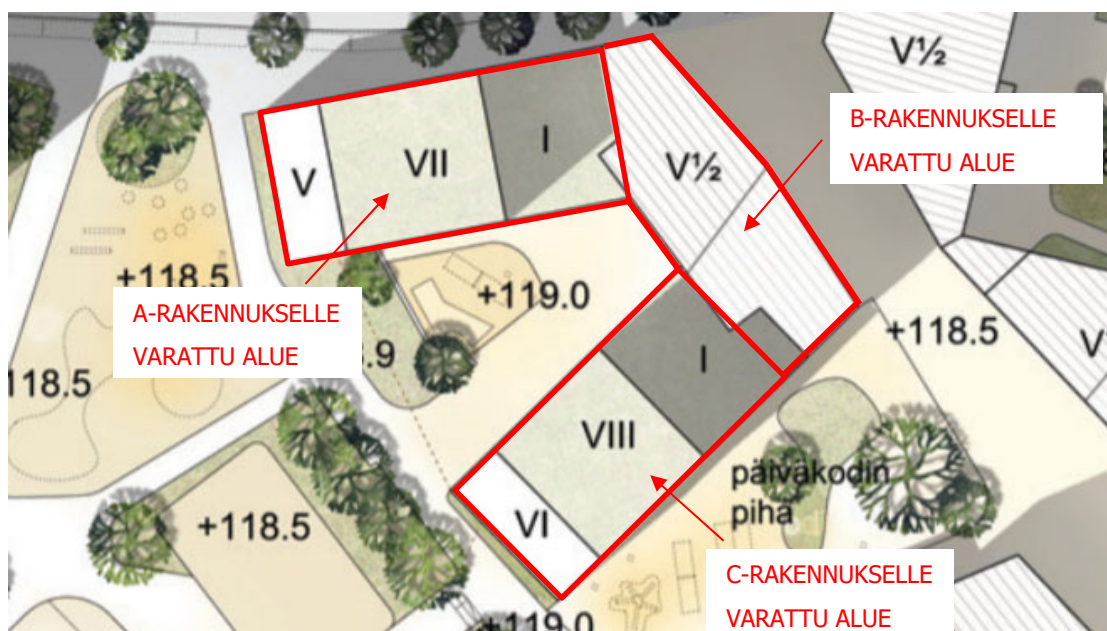 V½
B-RAKENNUKSELLE
VARATTU ALUE
V
VII
I
V½
+118.5
+119.0
A-RAKENNUKSELLE
VARATTU ALUE
.9
118.5
+118.5
V
I
VIII
päiväkodin
piha
+118.5
VI
C-RAKENNUKSELLE
VARATTU ALUE
+119.0